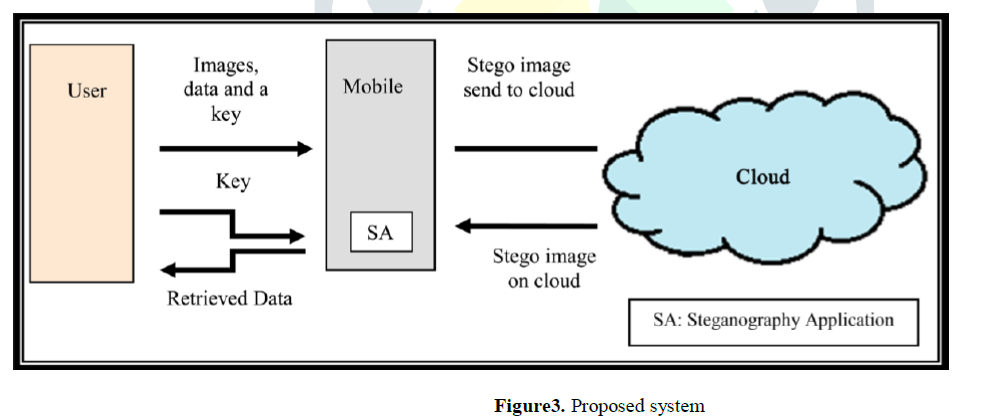 User
Images,
data and a
key
Key
Retrieved Data
Mobile
SA
Stego image
send to cloud
Stego image
on cloud
Cloud
SA: Steganography Application
Figure3. Proposed system